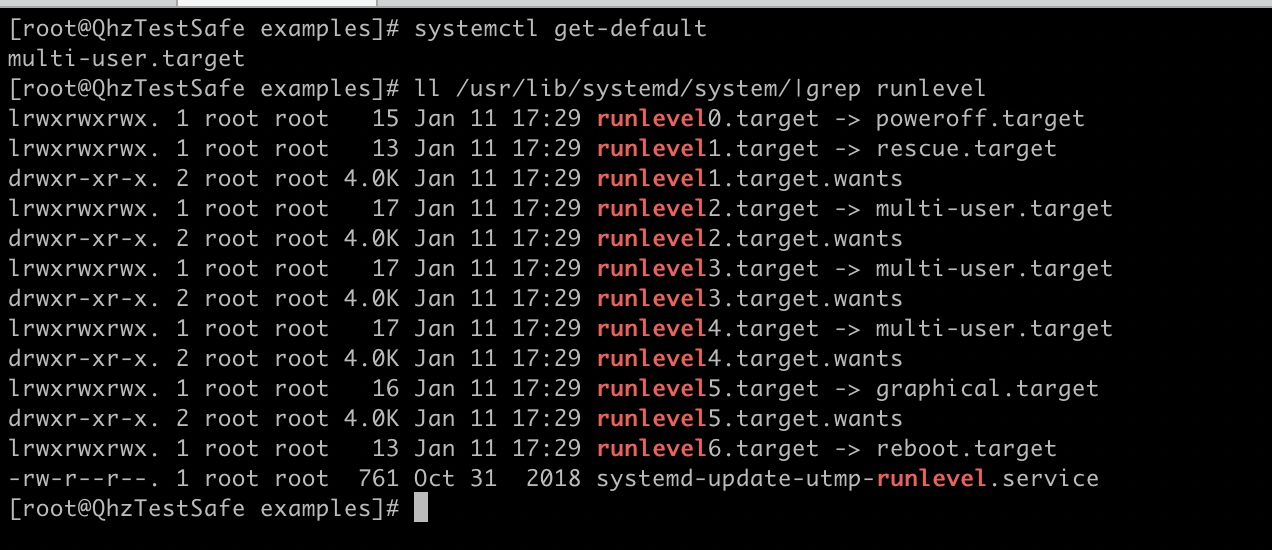 [root@QhzTestSafe examples]# systemctl get-default
multi-user.target
[root@QhzTestSafe examples]# ll /usr/lib/systemd/system/|grep runlevel
lrwxrwxrwx. 1 root root   15 Jan 11 17:29 runlevel0.target -> poweroff.target
lrwxrwxrwx. 1 root root   13 Jan 11 17:29 runlevel1.target -> rescue.target
drwxr-xr-x. 2 root root 4.0K Jan 11 17:29 runlevel1.target.wants
lrwxrwxrwx. 1 root root   17 Jan 11 17:29 runlevel2.target -> multi-user.target
drwxr-xr-x. 2 root root 4.0K Jan 11 17:29 runlevel2.target.wants
lrwxrwxrwx. 1 root root   17 Jan 11 17:29 runlevel3.target -> multi-user.target
drwxr-xr-x. 2 root root 4.0K Jan 11 17:29 runlevel3.target.wants
lrwxrwxrwx. 1 root root   17 Jan 11 17:29 runlevel4.target -> multi-user.target
drwxr-xr-x. 2 root root 4.0K Jan 11 17:29 runlevel4.target.wants
lrwxrwxrwx. 1 root root   16 Jan 11 17:29 runlevel5.target -> graphical.target
drwxr-xr-x. 2 root root 4.0K Jan 11 17:29 runlevel5.target.wants
lrwxrwxrwx. 1 root root   13 Jan 11 17:29 runlevel6.target -> reboot.target
-rw-r--r--. 1 root root  761 Oct 31  2018 systemd-update-utmp-runlevel.service
[root@QhzTestSafe examples]#